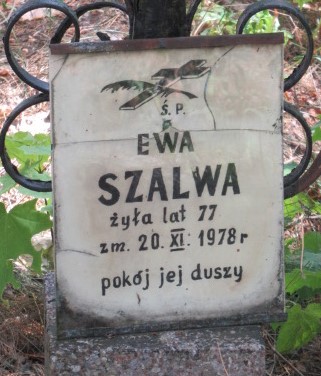 Ś. P.
EWA
SZALWA
żyła lat 77
zm. 20. XI. 1978 r
pokój jej duszy